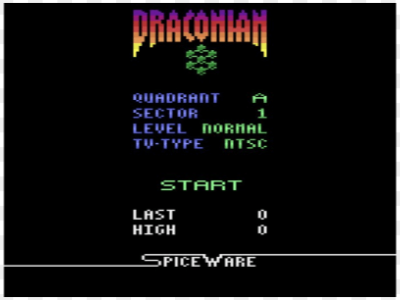 DRACONIAN
QUADRANT A
SECTOR 1
LEVEL NORMAL
TV-TYPE NTSC
START
LAST 0
HIGH 0
SPICEWARE